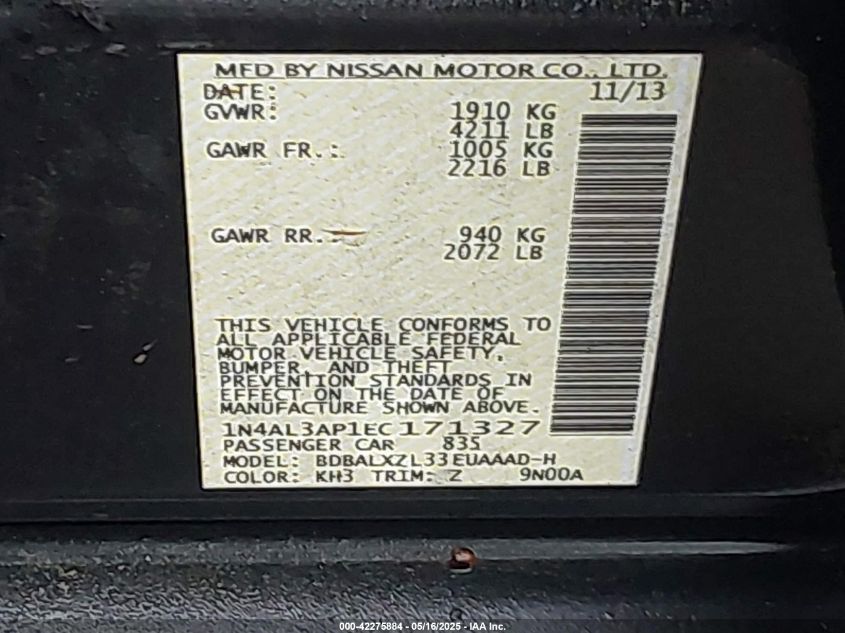 MFD BY NISSAN MOTOR CO., LTD.
DATE: 11/13
GVWR: 1910 KG
4211 LB
GAWR FR.: 1005 KG
2216 LB
GAWR RR.: 940 KG
2072 LB
THIS VEHICLE CONFORMS TO
ALL APPLICABLE FEDERAL
MOTOR VEHICLE SAFETY,
BUMPER, AND THEFT
PREVENTION STANDARDS IN
EFFECT ON THE DATE OF
MANUFACTURE SHOWN ABOVE.
1N4AL3AP1EC171327
PASSENGER CAR 835
MODEL: BDBALXZL33EUAAAD-H
COLOR: KH3 TRIM: Z 9N00A
000-42275884 - 05/16/2025 - IAA Inc.